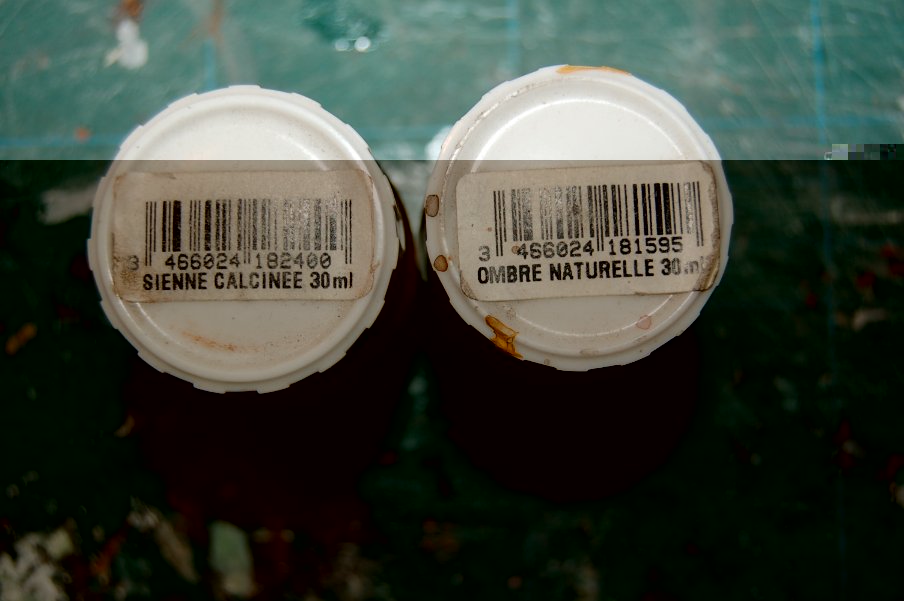 3 466024 182400
SIENNE CALCINEE 30ml
3 466024 181595
OMBRE NATURELLE 30ml